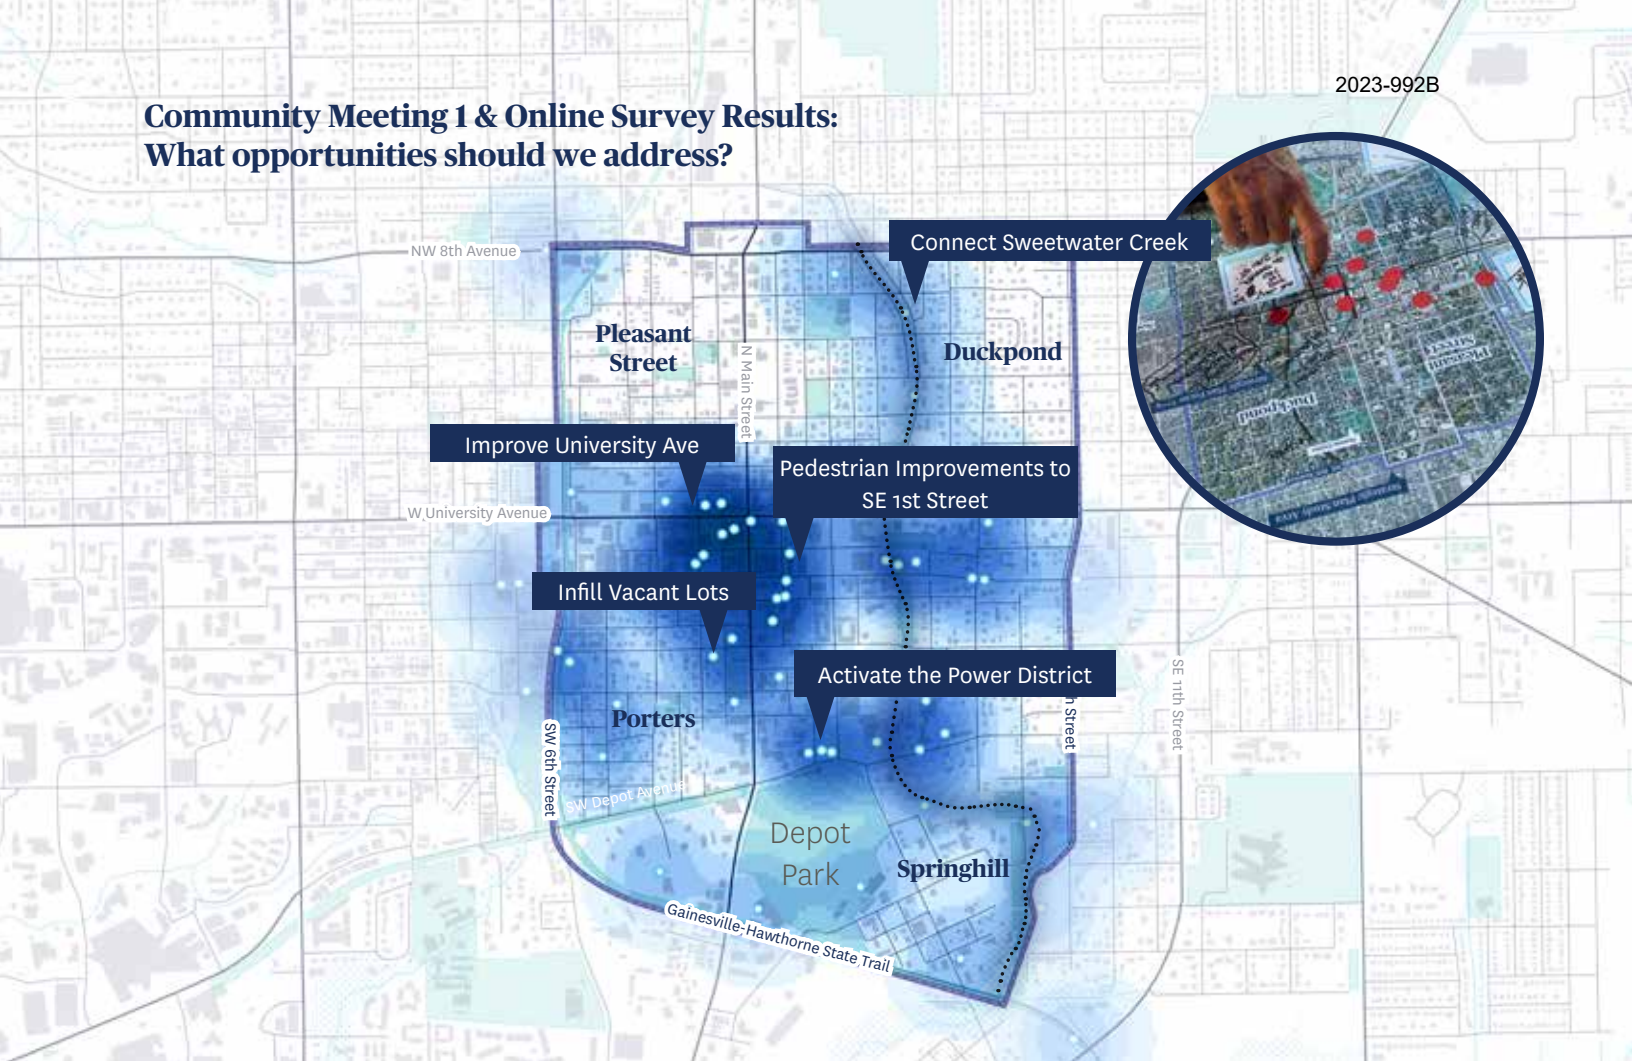 2023-992B
Community Meeting 1 & Online Survey Results:
What opportunities should we address?
Connect Sweetwater Creek
NW 8th Avenue
Pleasant
Street
Duckpond
N Main Street
Improve University Ave
Pedestrian Improvements to
SE 1st Street
W University Avenue
Infill Vacant Lots
Activate the Power District
Porters
SW 6th Street
h Street
SE 11th Street
SW Depot Avenue
Depot
Park
Springhill
Gainesville-Hawthorne State Trail
Duckpond